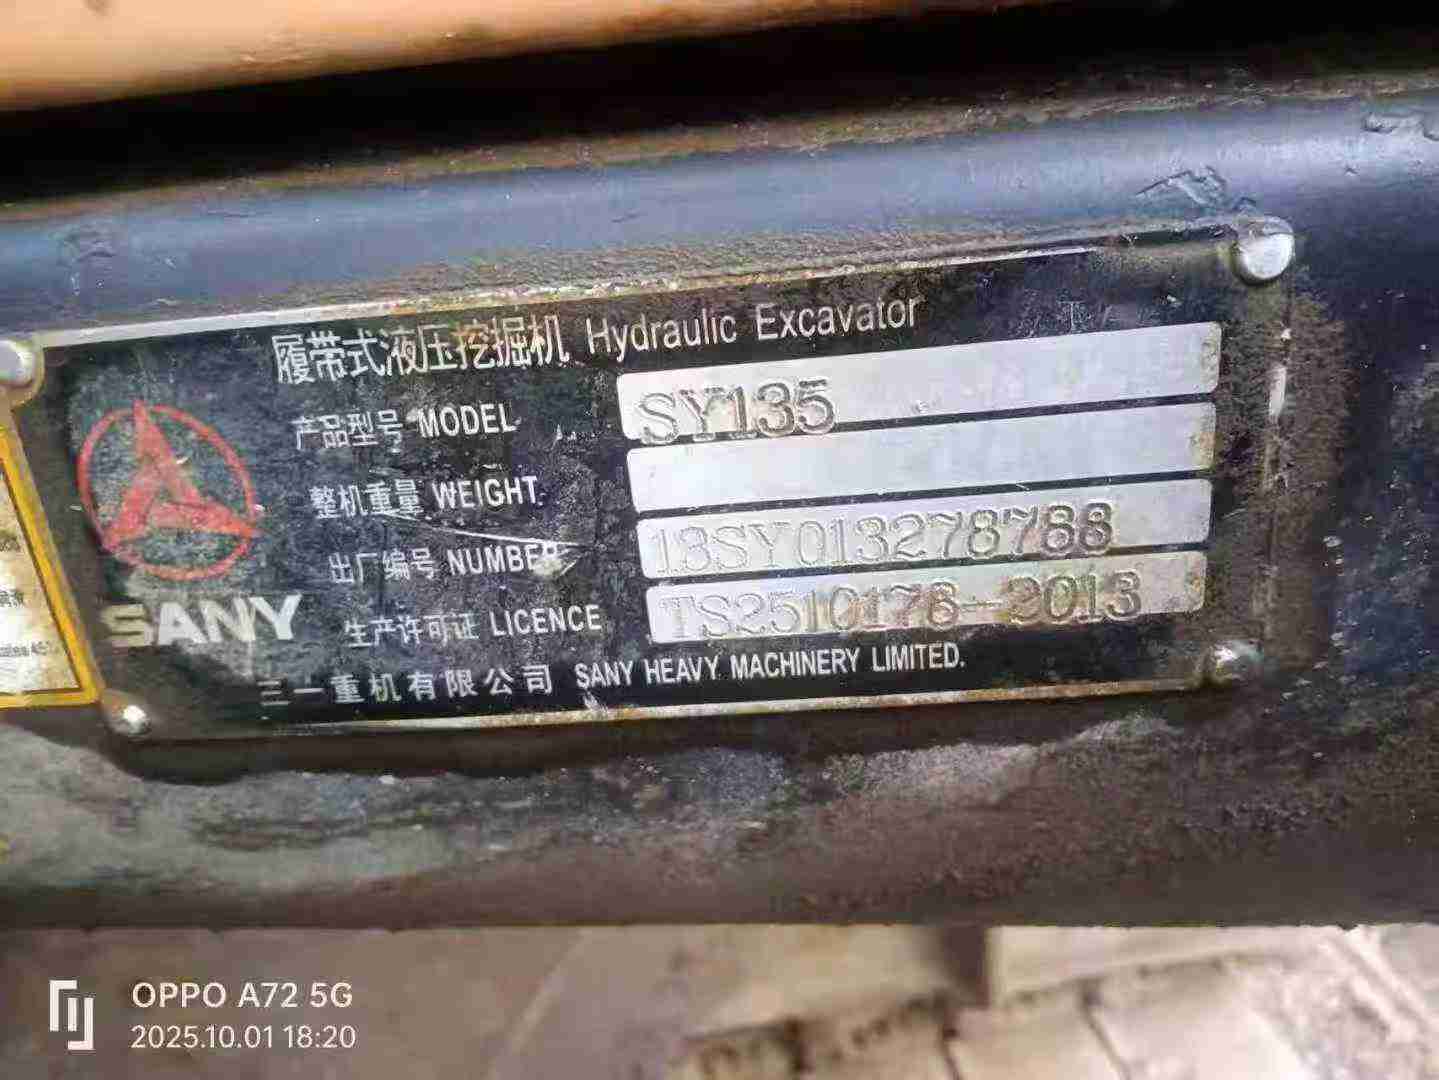 履带式液压挖掘机 Hydraulic Excavator
产品型号 MODEL SY135
整机重量 WEIGHT
出厂编号 NUMBER 13SY013278788
生产许可证 LICENCE TS2510176-2013
SANY
三一重机有限公司 SANY HEAVY MACHINERY LIMITED.
OPPO A72 5G
2025.10.01 18:20